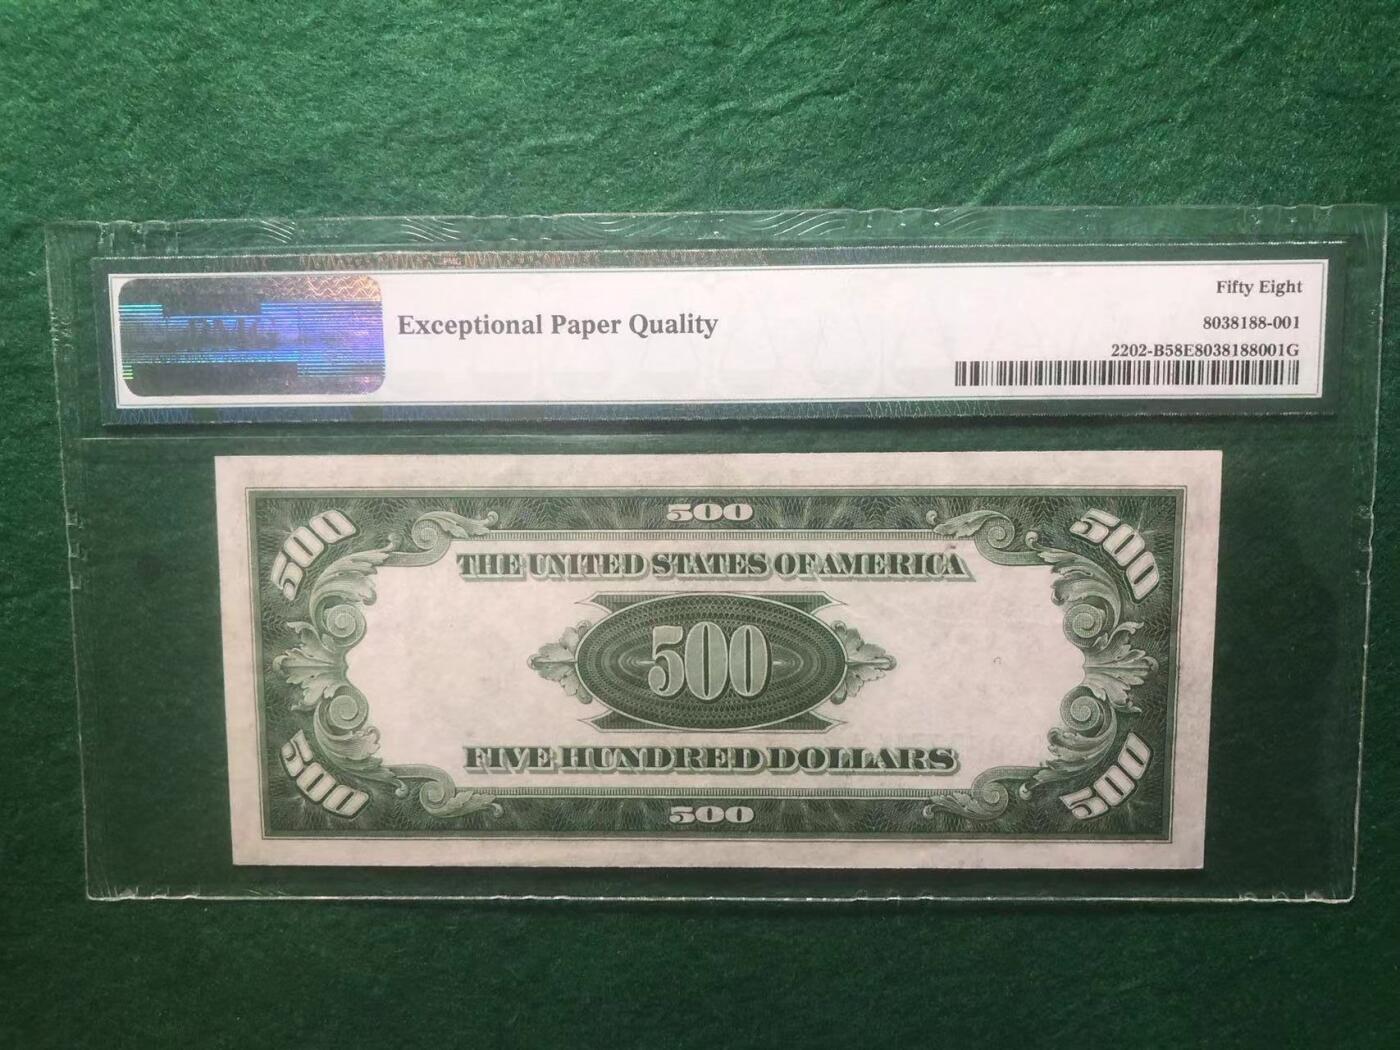 PMG
Fifty Eight
Exceptional Paper Quality
8038188-001
2202-B58E8038188001G
500
500 500
THE UNITED STATES OF AMERICA
500
FIVE HUNDRED DOLLARS
500 500
500